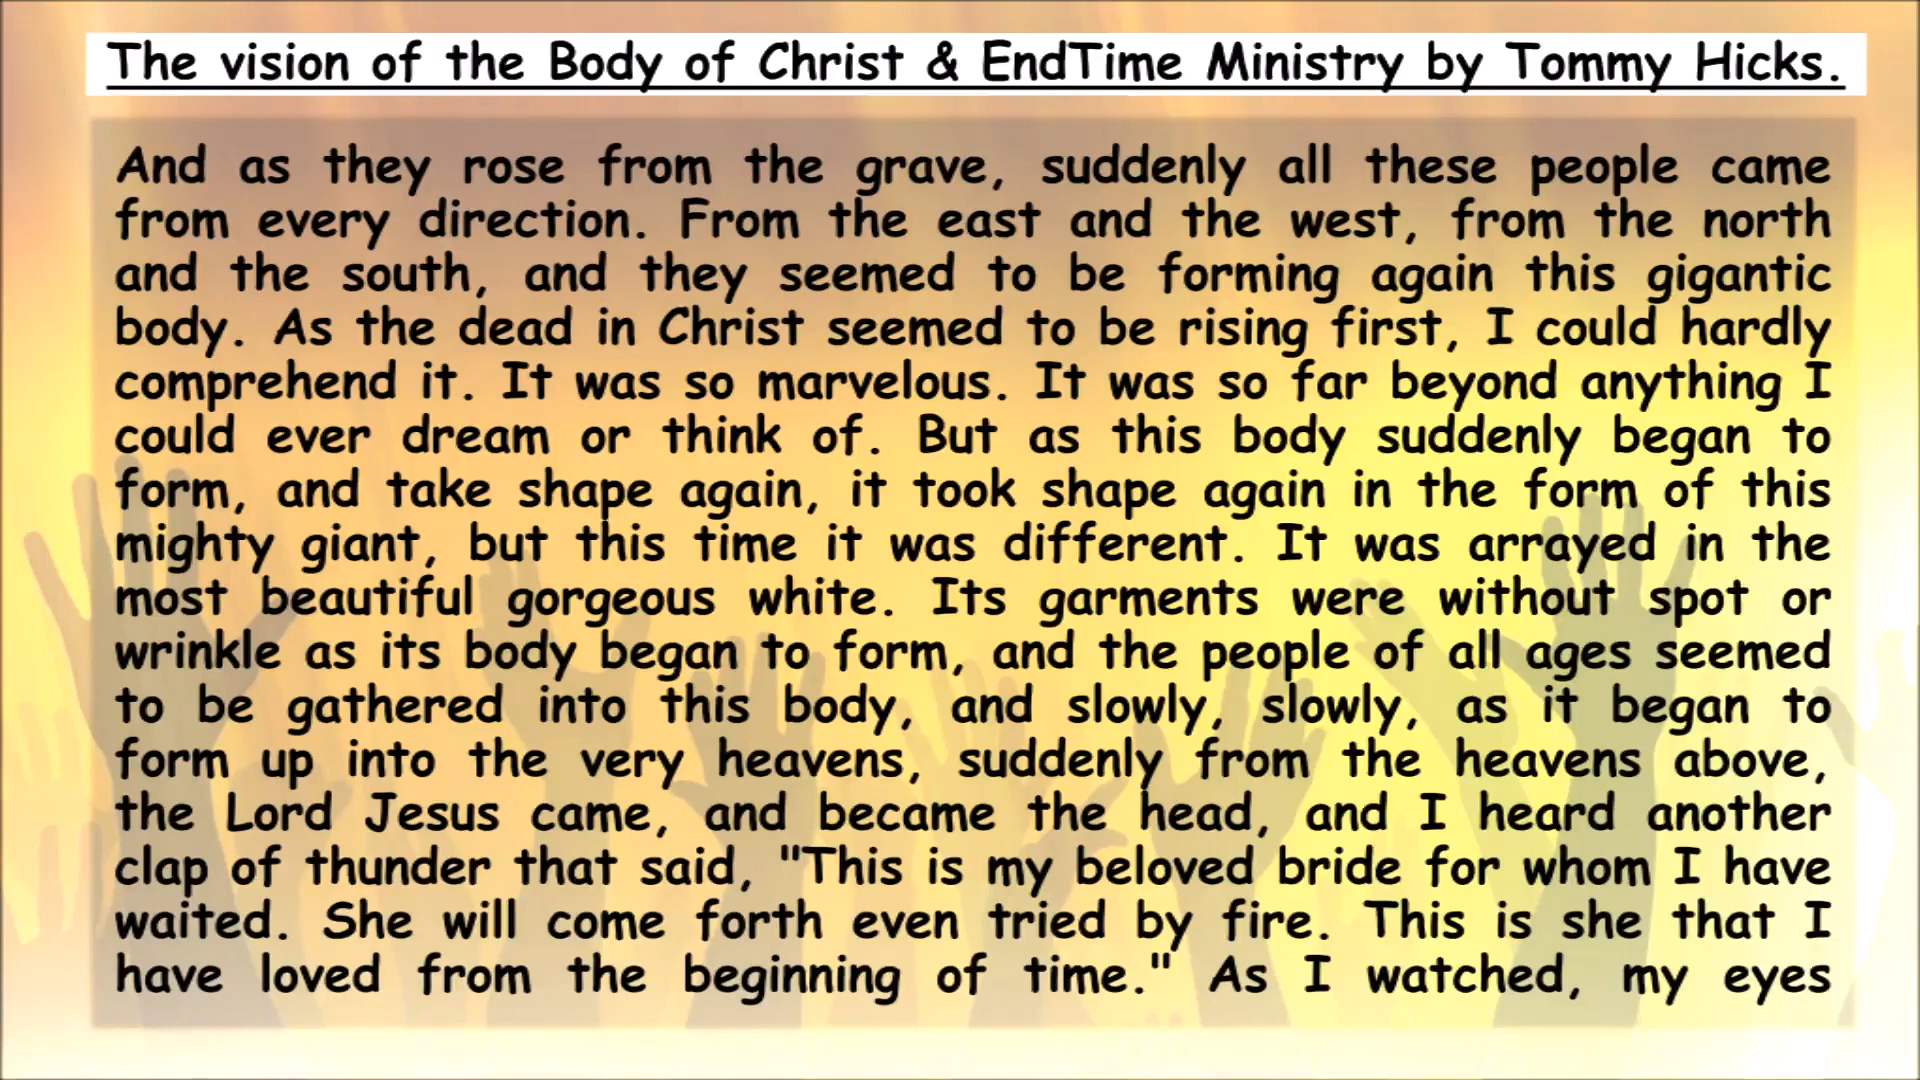 The vision of the Body of Christ & EndTime Ministry by Tommy Hicks.
And as they rose from the grave, suddenly all these people came
from every direction. From the east and the west, from the north
and the south, and they seemed to be forming again this gigantic
body. As the dead in Christ seemed to be rising first, I could hardly
comprehend it. It was so marvelous. It was so far beyond anything I
could ever dream or think of. But as this body suddenly began to
form, and take shape again, it took shape again in the form of this
mighty giant, but this time it was different. It was arrayed in the
most beautiful gorgeous white. Its garments were without spot or
wrinkle as its body began to form, and the people of all ages seemed
to be gathered into this body, and slowly, slowly, as it began to
form up into the very heavens, suddenly from the heavens above,
the Lord Jesus came, and became the head, and I heard another
clap of thunder that said, "This is my beloved bride for whom I have
waited. She will come forth even tried by fire. This is she that I
have loved from the beginning of time." As I watched, my eyes